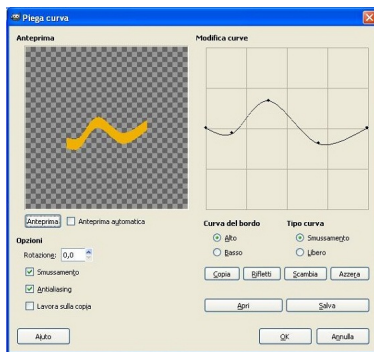 Piega curva
Anteprima
Modifica curve
Anteprima
Anteprima automatica
Opzioni
Rotazione: 0,0
Smussamento
Antialiasing
Lavora sulla copia
Curva del bordo
Alto
Basso
Tipo curva
Smussamento
Libero
Copia
Rifletti
Scambia
Azzera
Apri
Salva
Aiuto
OK
Annulla